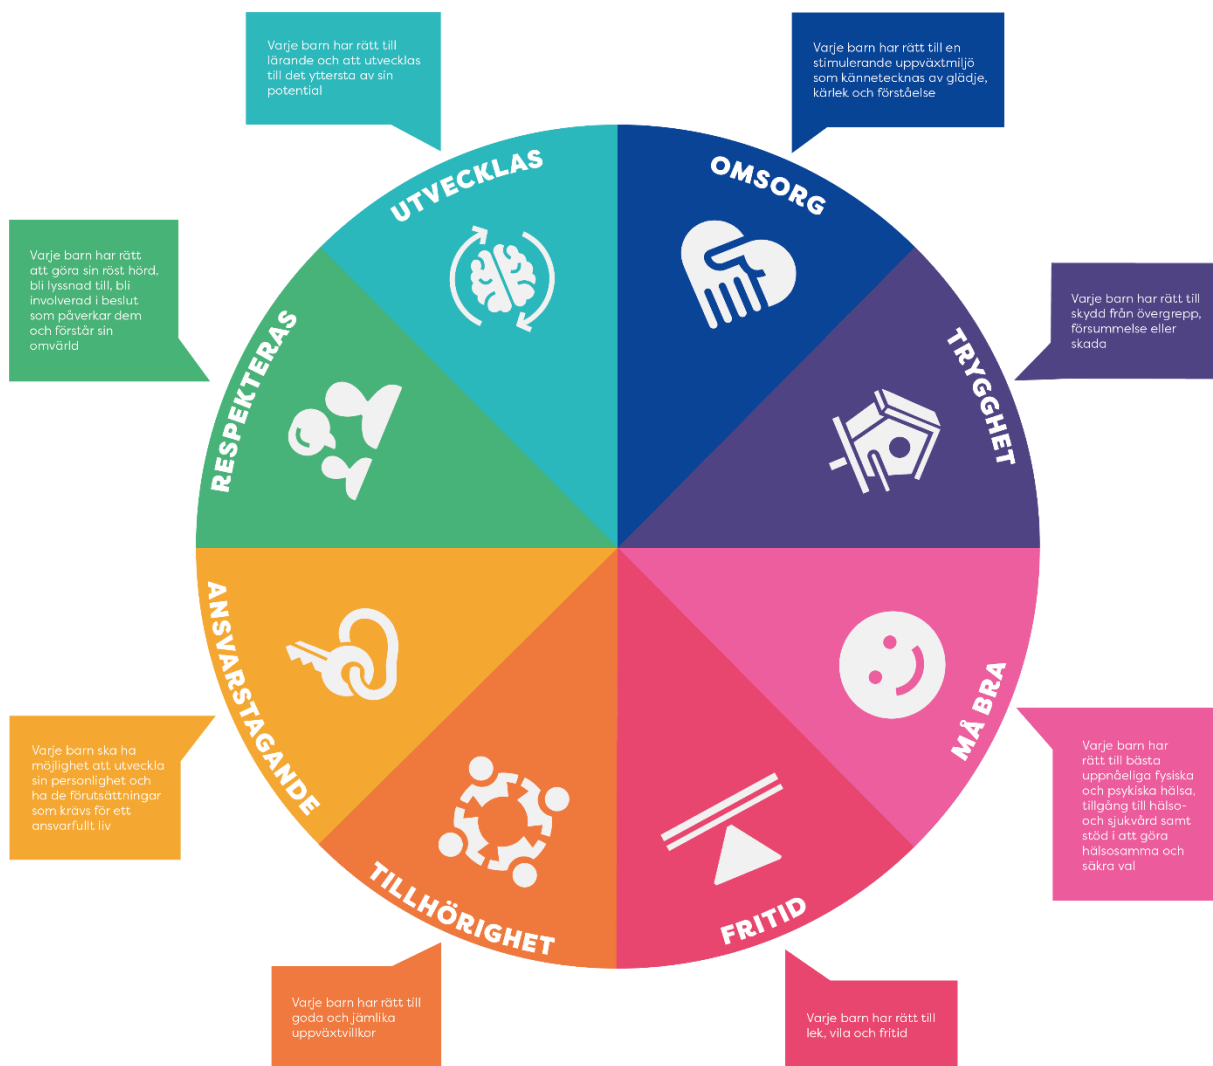 Varje barn har rätt till
lärande och att utvecklas
till det yttersta av sin
potential
Varje barn har rätt till en
stimulerande uppväxtmiljö
som kännetecknas av glädje,
kärlek och förståelse
UTVECKLAS
OMSORG
Varje barn har rätt
att göra sin röst hörd,
bli lyssnad till, bli
involverad i beslut
som påverkar dem
och förstår sin
omvärld
Varje barn har rätt till
skydd från övergrepp,
försummelse eller
skada
RESPEKTERAS
TRYGGHET
ANSVARSTAGANDE
MÅ BRA
Varje barn ska ha
möjlighet att utveckla
sin personlighet och
ha de förutsättningar
som krävs för ett
ansvarfullt liv
Varje barn har
rätt till bästa
uppnåeliga fysiska
och psykiska hälsa,
tillgång till hälso-
och sjukvård samt
stöd i att göra
hälsosamma och
säkra val
TILLHÖRIGHET
FRITID
Varje barn har rätt till
goda och jämlika
uppväxtvillkor
Varje barn har rätt till
lek, vila och fritid